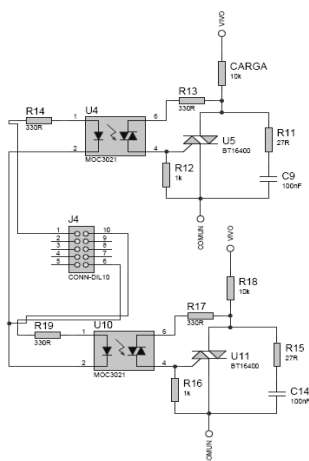 VIVO
CARGA
10k
R13
330R
R14
330R
U4
1
6
2
4
MOC3021
U5
BT16400
R11
27R
R12
1k
C9
100nF
COMUN
J4
1 10
2 9
3 8
4 7
5 6
CONN-DIL10
VIVO
R18
10k
R17
330R
R19
330R
U10
1
6
2
4
MOC3021
U11
BT16400
R15
27R
R16
1k
C14
100nF
OMUN